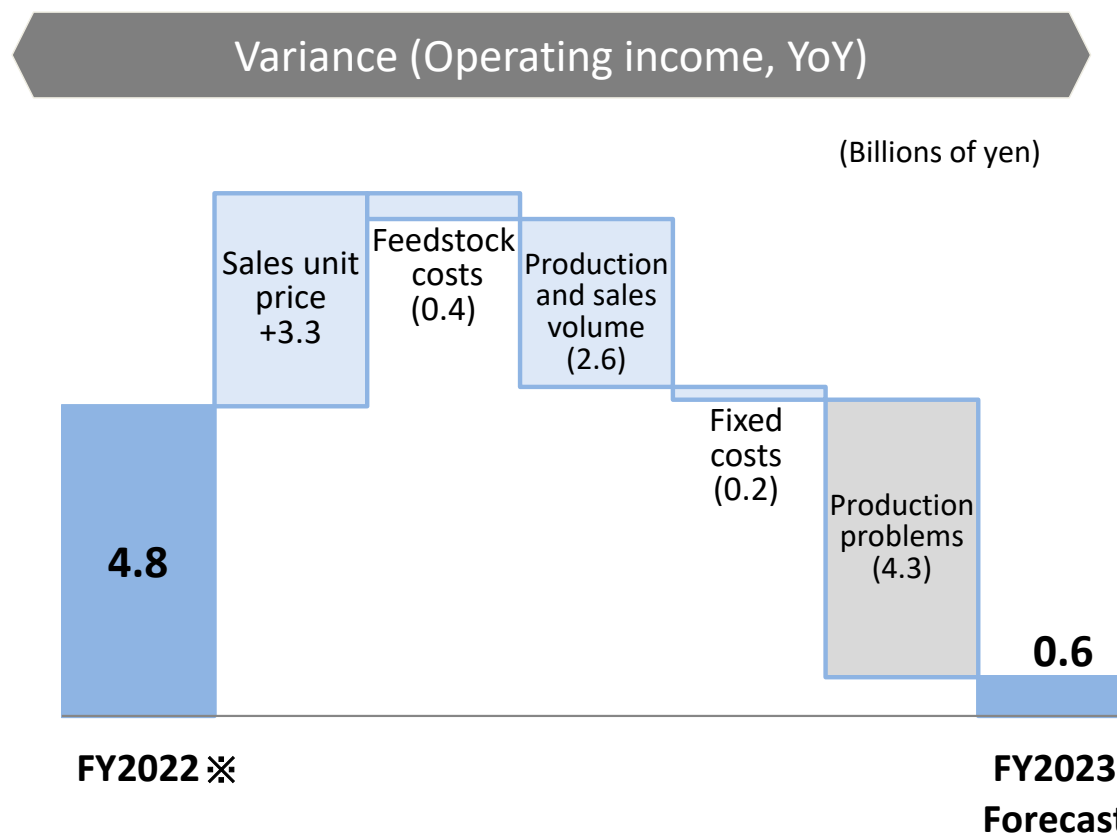 Variance (Operating income, YoY)
(Billions of yen)
Sales unit
price
+3.3
Feedstock
costs
(0.4)
Production
and sales
volume
(2.6)
Fixed
costs
(0.2)
Production
problems
(4.3)
4.8
0.6
FY2022 ※
FY2023
Forecast